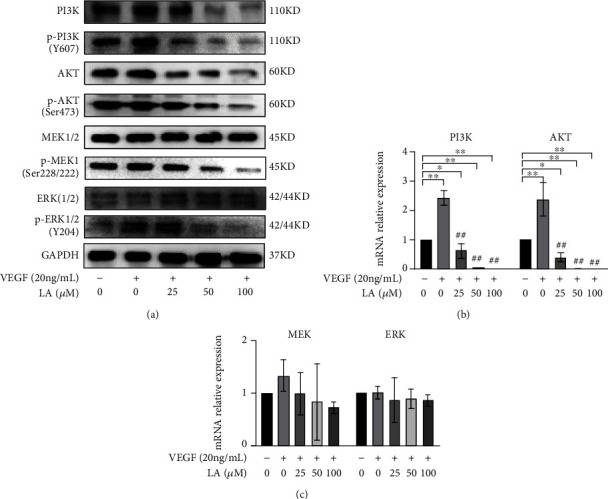 PI3K 110KD
p-PI3K
(Y607) 110KD
AKT 60KD
p-AKT
(Ser473) 60KD
MEK1/2 45KD
p-MEK1
(Ser228/222) 45KD
ERK(1/2) 42/44KD
p-ERK1/2
(Y204) 42/44KD
GAPDH 37KD
VEGF (20ng/mL) – + + + +
LA (μM) 0 0 25 50 100
(a)
PI3K AKT
** **
** **
* *
** **
mRNA relative expression
4
3
2
1
0
## ## ## ## ## ##
VEGF (20ng/mL) – + + + + – + + + +
LA (μM) 0 0 25 50 100 0 0 25 50 100
(b)
MEK ERK
mRNA relative expression
2
1
0
VEGF (20ng/mL) – + + + + – + + + +
LA (μM) 0 0 25 50 100 0 0 25 50 100
(c)